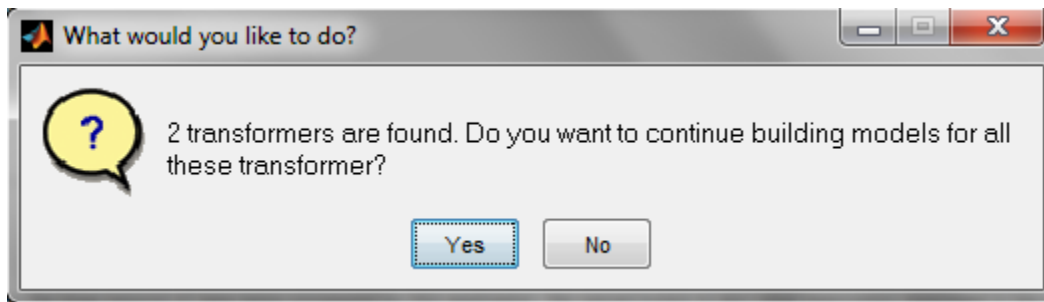 What would you like to do?
2 transformers are found. Do you want to continue building models for all
these transformer?
Yes
No